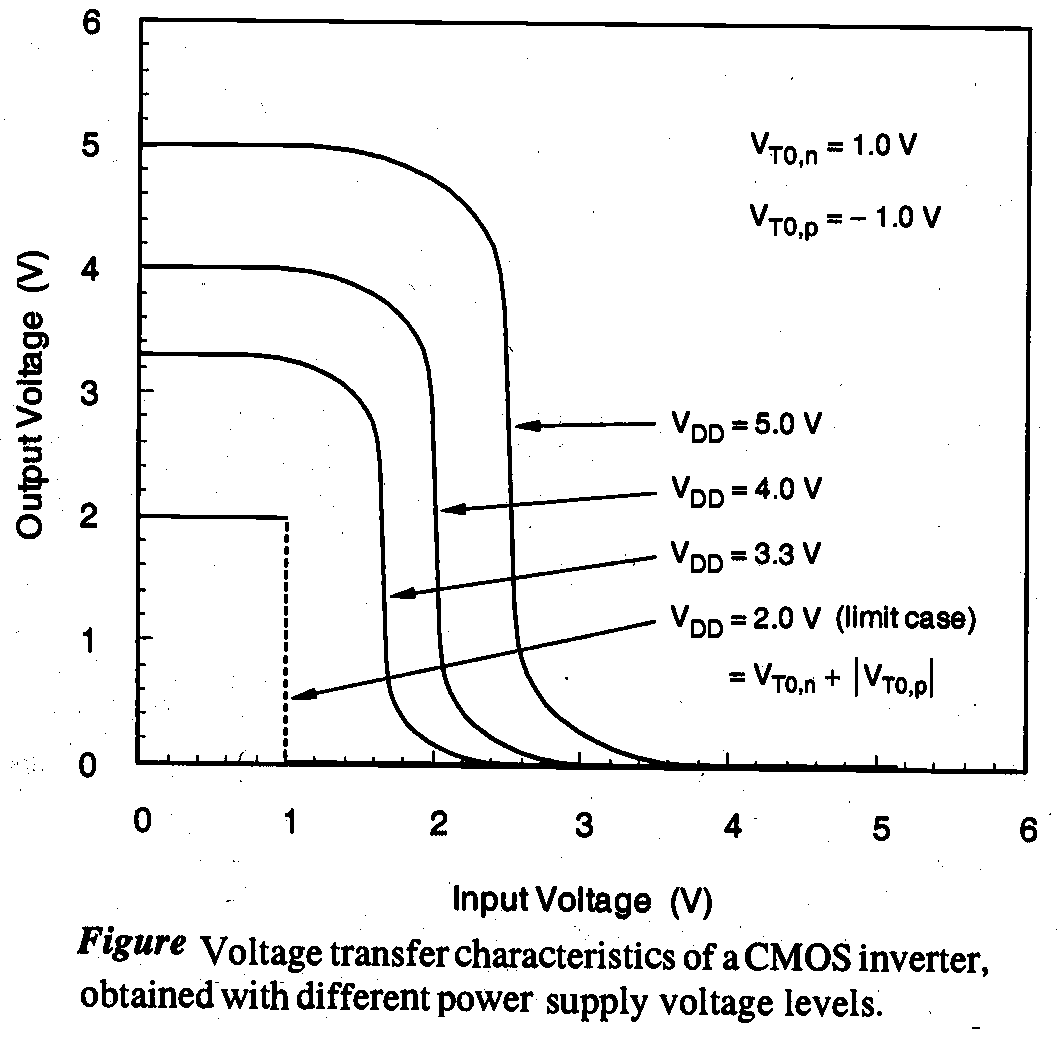 6
5
4
3
2
1
0
Output Voltage (V)
V_T0,n = 1.0 V
V_T0,p = − 1.0 V
V_DD = 5.0 V
V_DD = 4.0 V
V_DD = 3.3 V
V_DD = 2.0 V (limit case)
= V_T0,n + |V_T0,p|
0 1 2 3 4 5 6
Input Voltage (V)
Figure Voltage transfer characteristics of a CMOS inverter,
obtained with different power supply voltage levels.